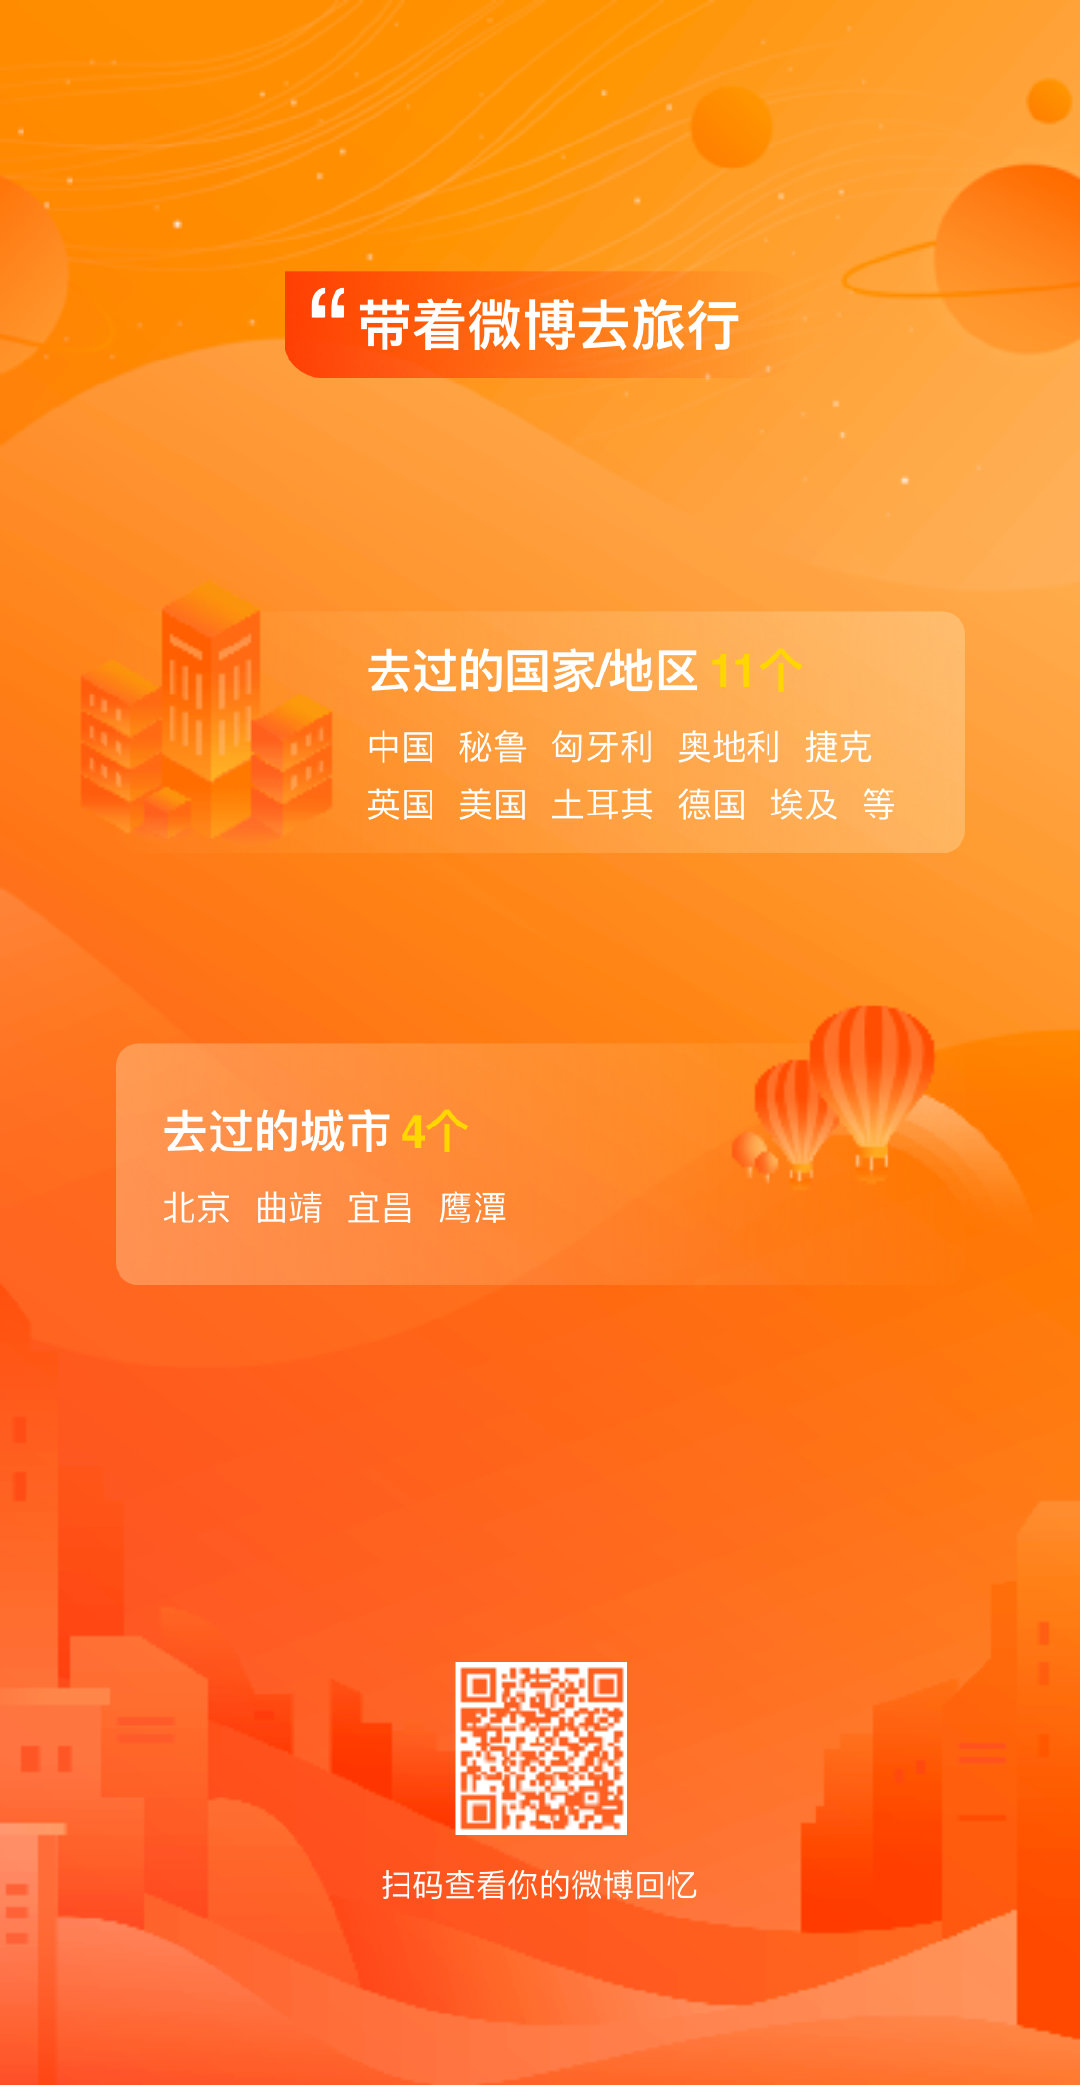 “带着微博去旅行
去过的国家/地区 11个
中国 秘鲁 匈牙利 奥地利 捷克
英国 美国 土耳其 德国 埃及 等
去过的城市 4个
北京 曲靖 宜昌 鹰潭
扫码查看你的微博回忆